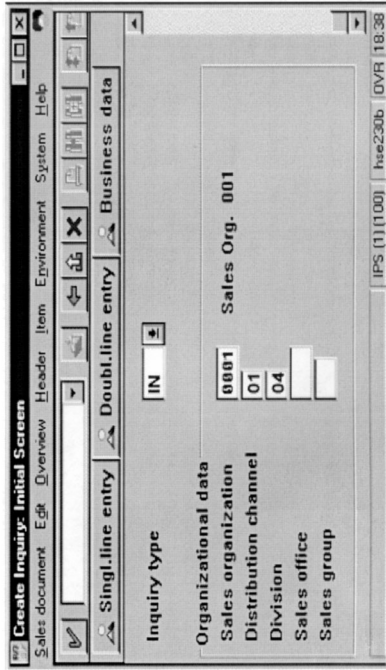 Create Inquiry: Initial Screen
Sales document Edit Overview Header Item Environment System Help
Singl.line entry Doubl.line entry Business data
Inquiry type IN
Organizational data
Sales organization 0001 Sales Org. 001
Distribution channel 01
Division 04
Sales office
Sales group
IPS (1) (100) hse230b OVR 18:38